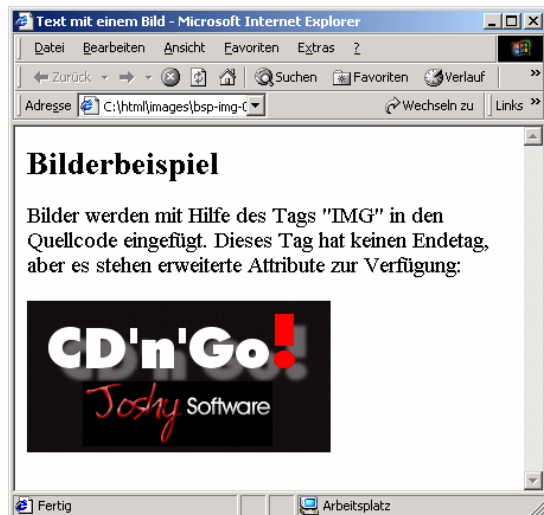 Text mit einem Bild - Microsoft Internet Explorer
Datei Bearbeiten Ansicht Favoriten Extras ?
Zurück Suchen Favoriten Verlauf »
Adresse C:\html\images\bsp-img-0 Wechseln zu Links »
Bilderbeispiel
Bilder werden mit Hilfe des Tags "IMG" in den
Quellcode eingefügt. Dieses Tag hat keinen Endetag,
aber es stehen erweiterte Attribute zur Verfügung:
CD'n'Go!
Joshy Software
Fertig Arbeitsplatz